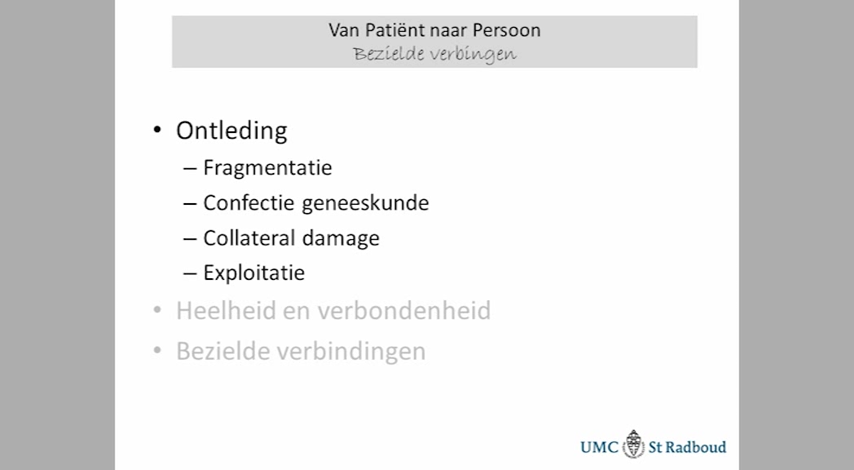 Van Patiënt naar Persoon
Bezielde verbingen
• Ontleding
– Fragmentatie
– Confectie geneeskunde
– Collateral damage
– Exploitatie
• Heelheid en verbondenheid
• Bezielde verbindingen
UMC St Radboud